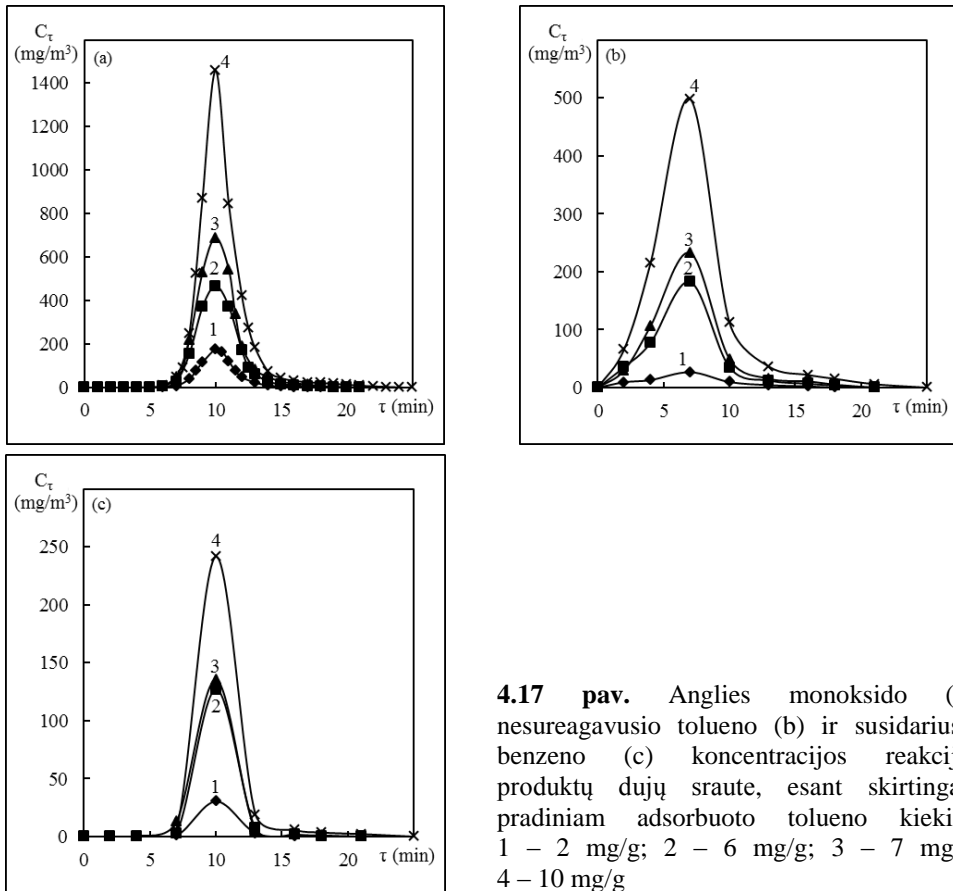 Cτ
(mg/m³)
(a)
1400
1200
1000
800
600
400
200
0
4
3
2
1
0
5
10
15
20
τ (min)
Cτ
(mg/m³)
(b)
500
400
300
200
100
0
4
3
2
1
0
5
10
15
20
τ (min)
Cτ
(mg/m³)
(c)
250
200
150
100
50
0
4
3
2
1
0
5
10
15
20
τ (min)
4.17 pav. Anglies monoksido (
nesureagavusio tolueno (b) ir susidarius
benzeno (c) koncentracijos reakcij
produktų dujų sraute, esant skirtinga
pradiniam adsorbuoto tolueno kieki
1 – 2 mg/g; 2 – 6 mg/g; 3 – 7 mg
4 – 10 mg/g